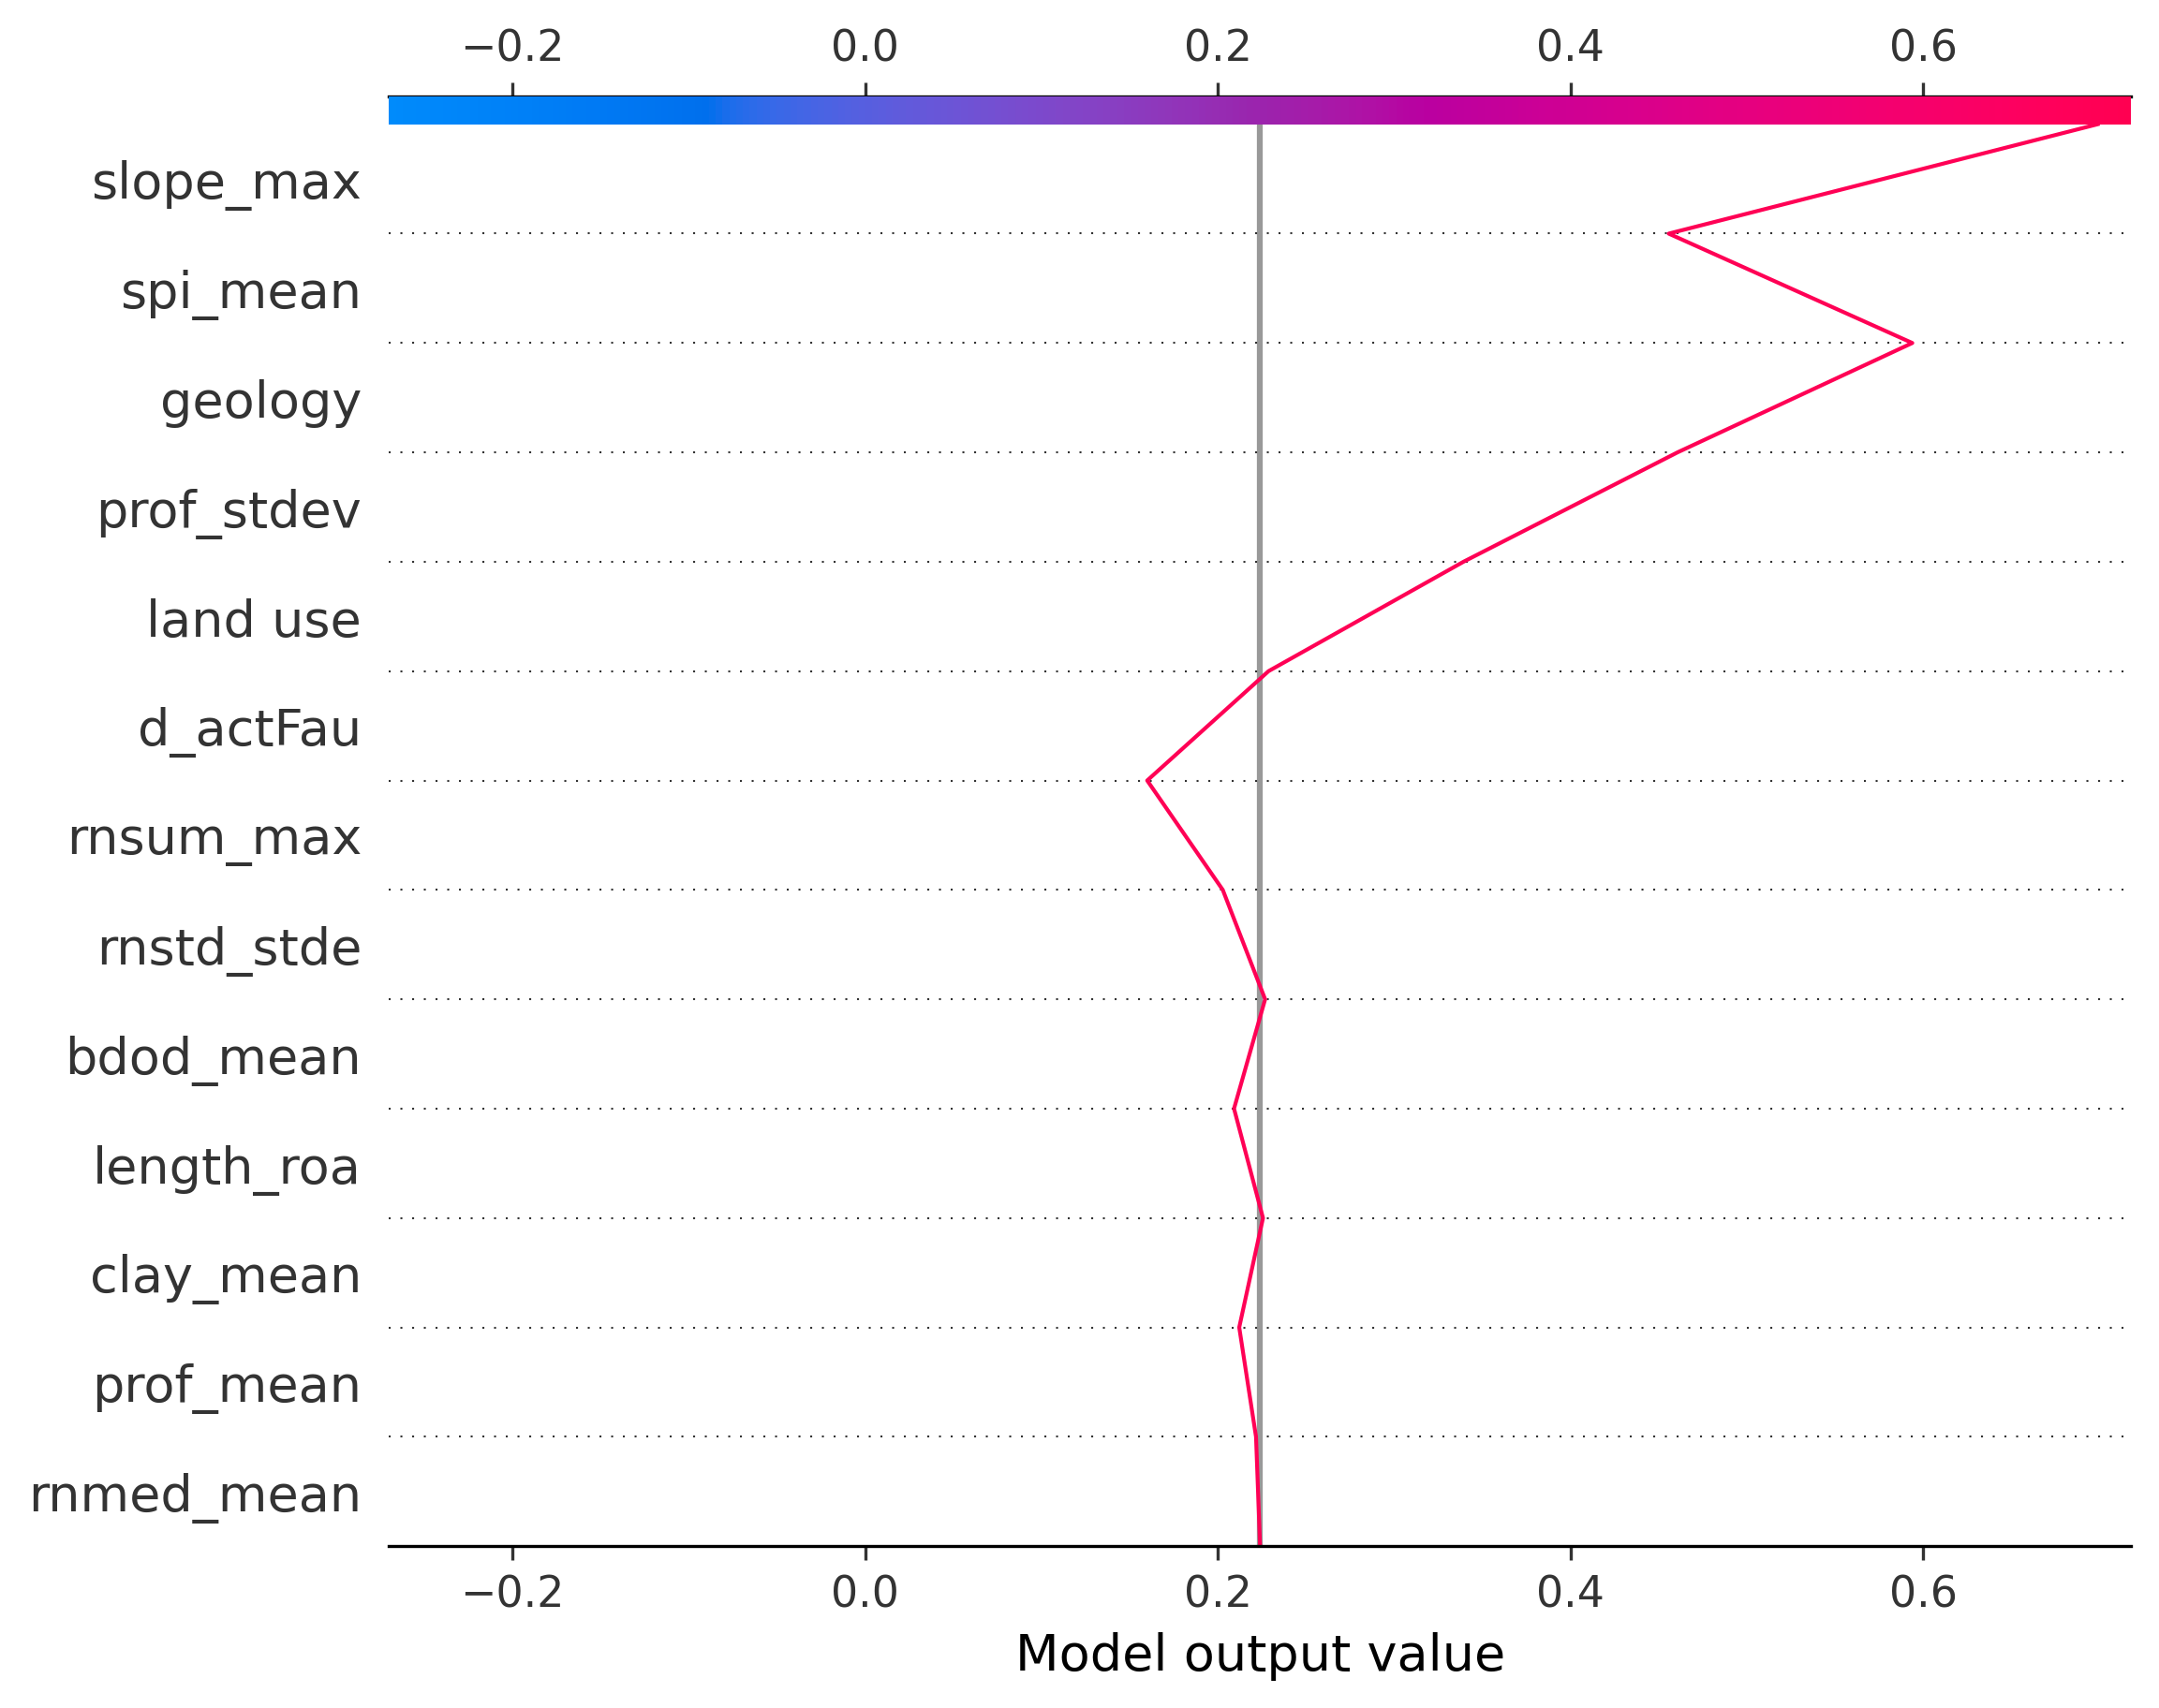 −0.2 0.0 0.2 0.4 0.6
slope_max
spi_mean
geology
prof_stdev
land use
d_actFau
rnsum_max
rnstd_stde
bdod_mean
length_roa
clay_mean
prof_mean
rnmed_mean
−0.2 0.0 0.2 0.4 0.6
Model output value